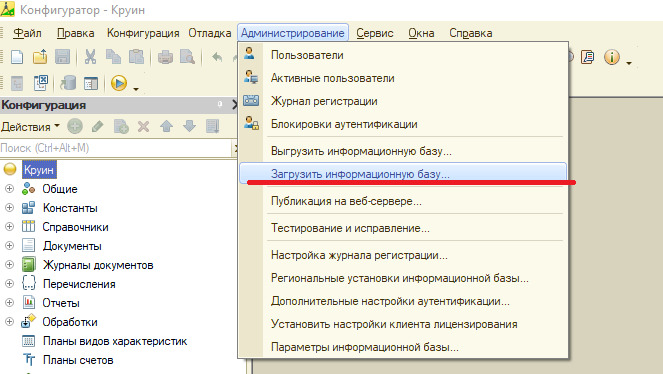 Конфигуратор - Круин
Файл Правка Конфигурация Отладка Администрирование Сервис Окна Справка
Пользователи
Активные пользователи
Журнал регистрации
Блокировки аутентификации
Выгрузить информационную базу...
Загрузить информационную базу...
Публикация на веб-сервере...
Тестирование и исправление...
Настройка журнала регистрации...
Региональные установки информационной базы...
Дополнительные настройки аутентификации...
Установить настройки клиента лицензирования
Параметры информационной базы...
Конфигурация
Действия
Поиск (Ctrl+Alt+M)
Круин
Общие
Константы
Справочники
Документы
Журналы документов
Перечисления
Отчеты
Обработки
Планы видов характеристик
Планы счетов